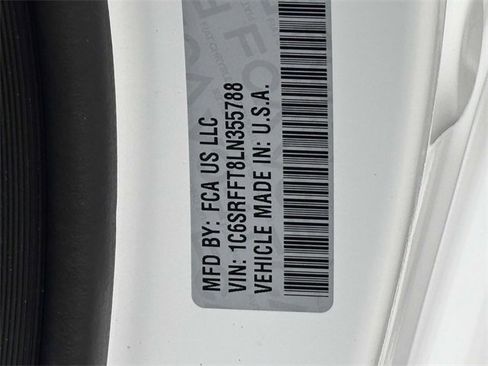 MFD BY: FCA US LLC
VIN: 1C6SRFFT8LN355788
VEHICLE MADE IN: U.S.A.